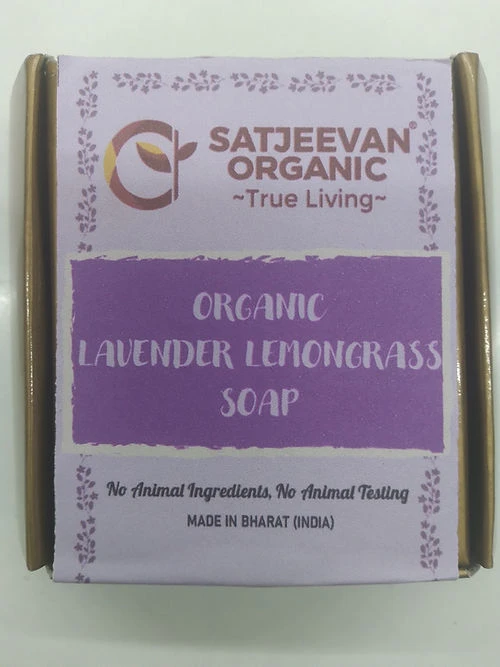 SATJEEVAN®
ORGANIC
~True Living~
ORGANIC
LAVENDER LEMONGRASS
SOAP
No Animal Ingredients, No Animal Testing
MADE IN BHARAT (INDIA)